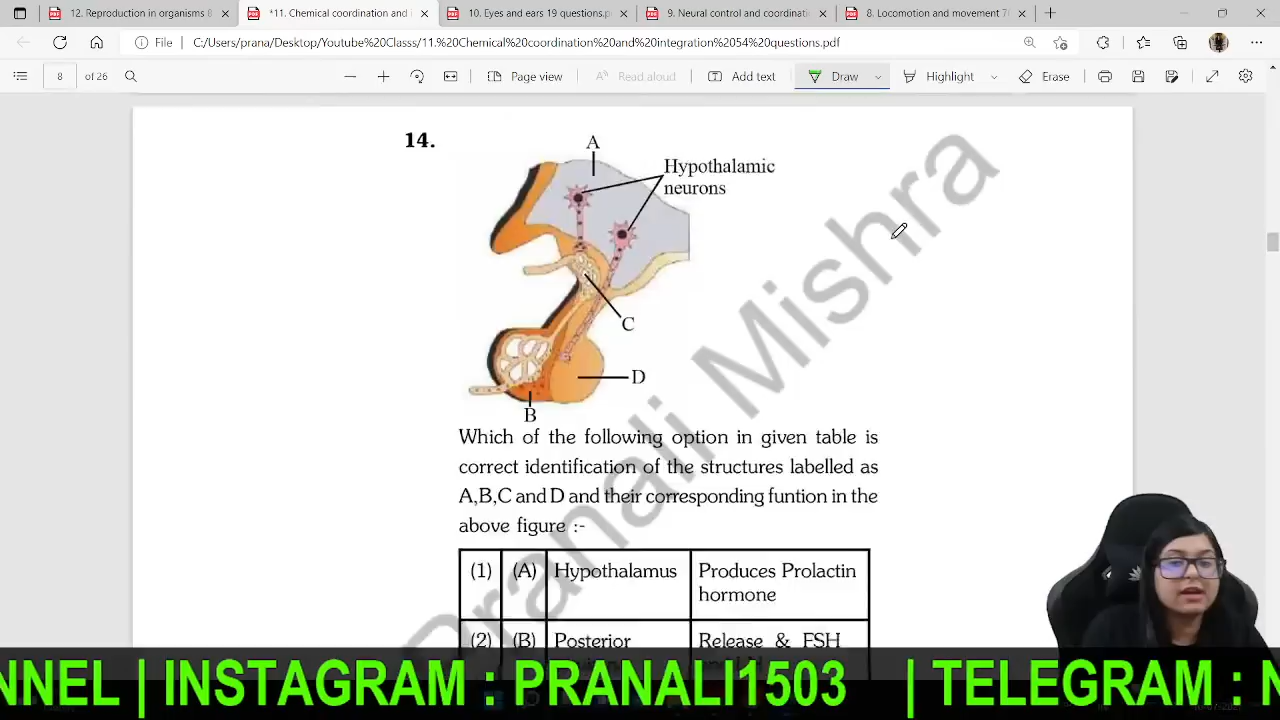 12. Reproduction in organisms 8
*11. Chemical coordination and i
10. Eyes and ears 19 questions.p
9. Neural control and coordinatio
8. Locomotion and movement 7
File
C:/Users/prana/Desktop/Youtube%20Classs/11.%20Chemical%20coordination%20and%20integration%2054%20questions.pdf
8 of 26
Page view
Read aloud
Add text
Draw
Highlight
Erase
14.
A
Hypothalamic
neurons
C
D
B
Pranali Mishra
Which of the following option in given table is
correct identification of the structures labelled as
A,B,C and D and their corresponding funtion in the
above figure :-
(1) (A) Hypothalamus Produces Prolactin
hormone
(2) (B) Posterior Release & FSH
NNEL | INSTAGRAM : PRANALI1503 | TELEGRAM : N